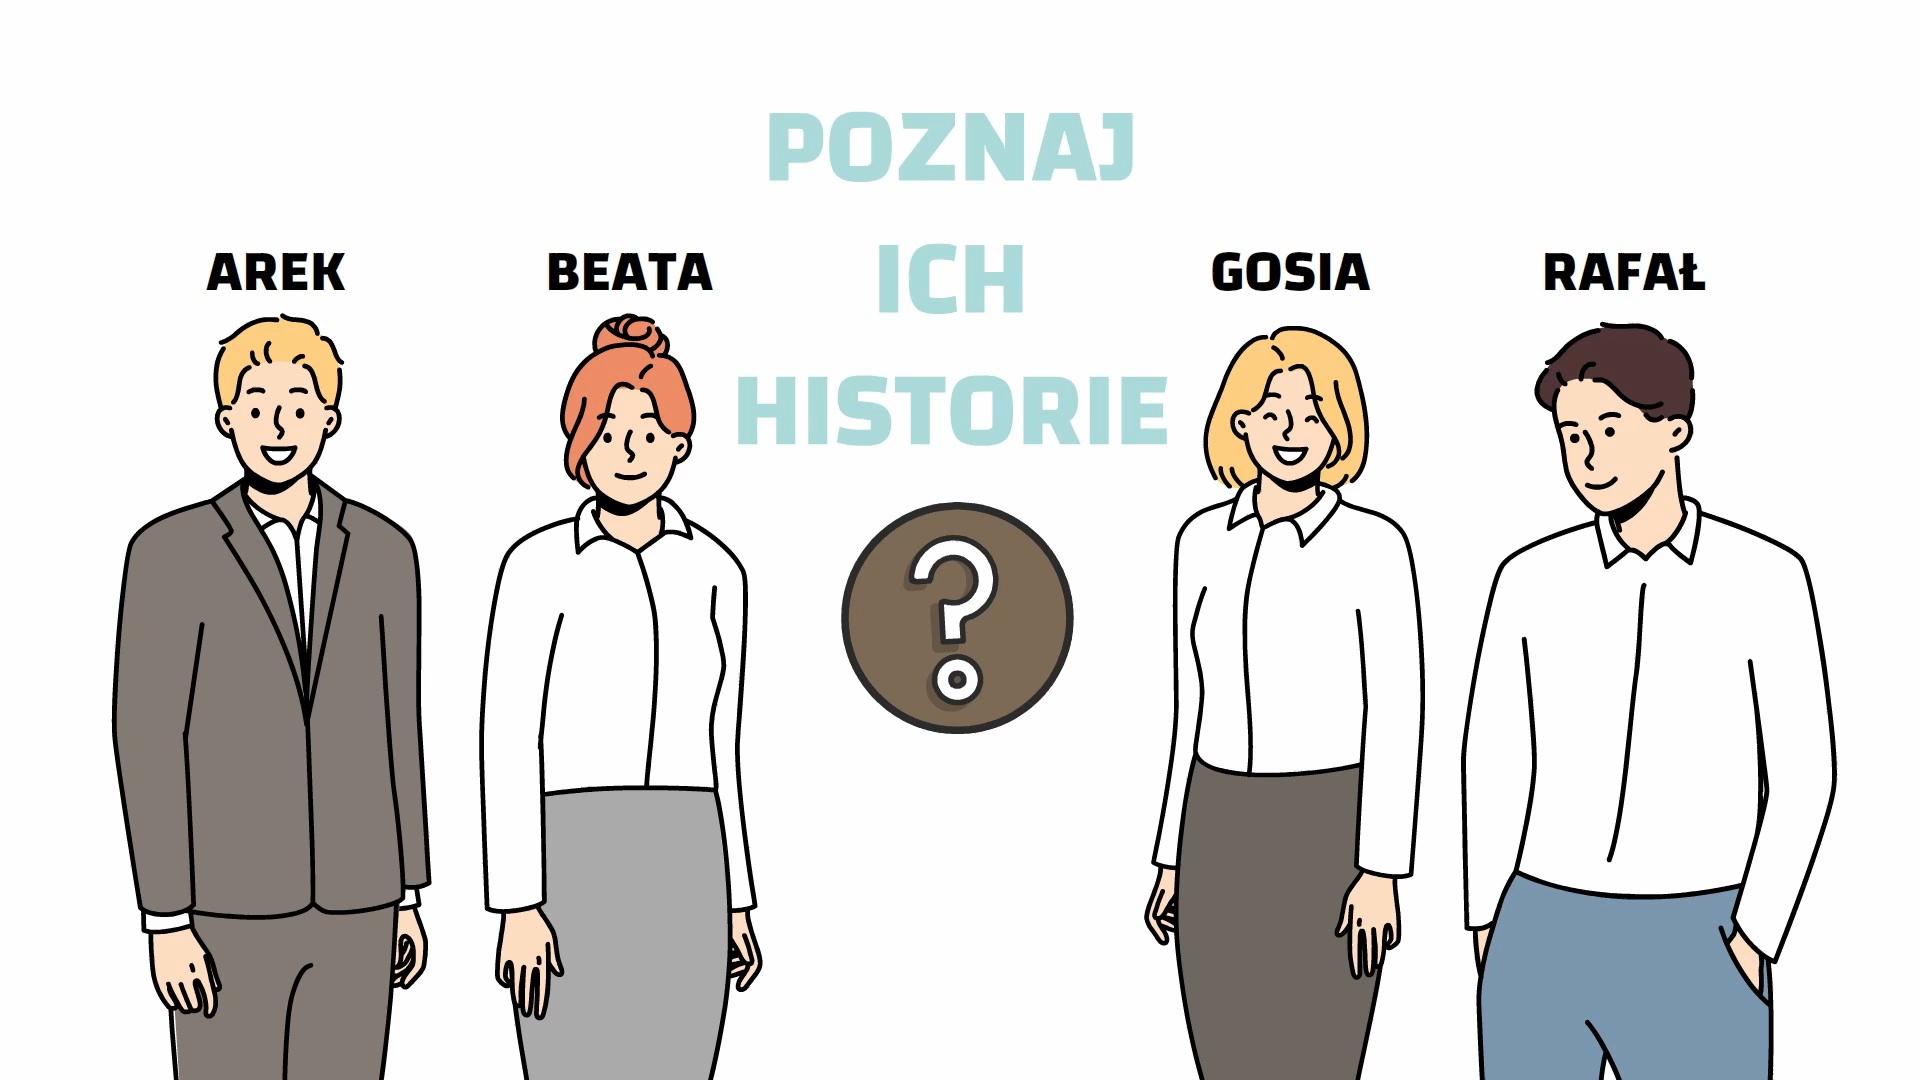 POZNAJ
ICH
HISTORIE
AREK
BEATA
GOSIA
RAFAŁ
?